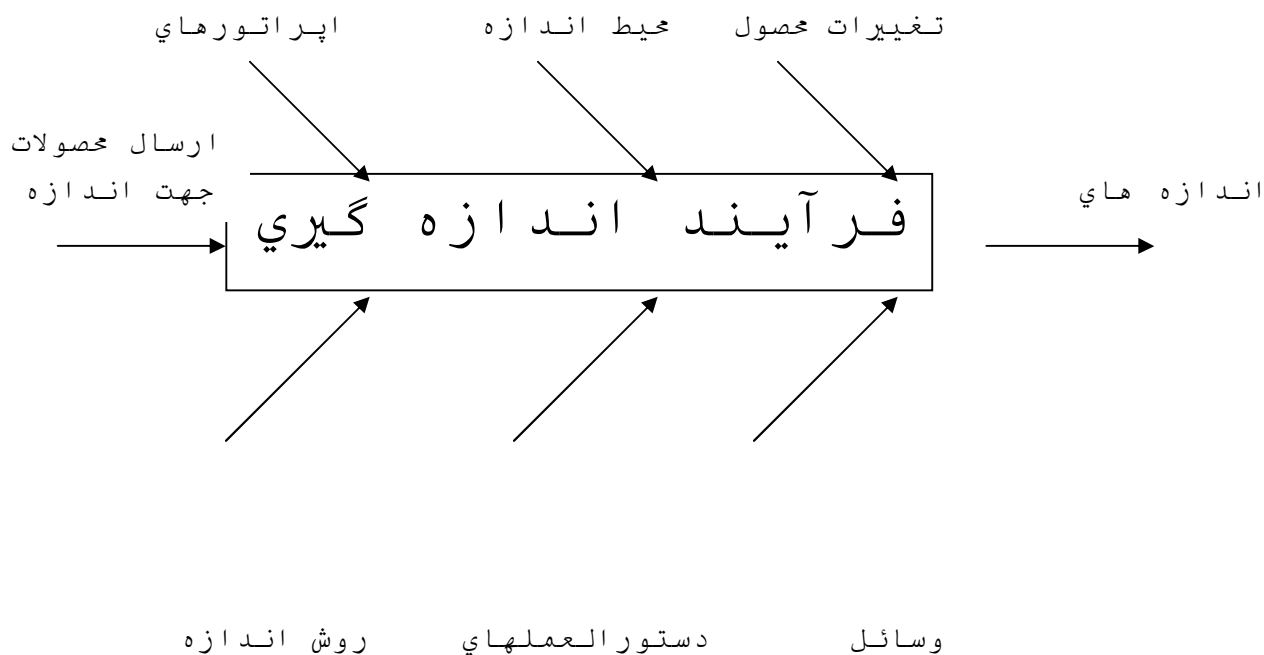 تغييرات محصول
محيط اندازه
اپراتورهاي
ارسال محصولات
جهت اندازه
فرآيند اندازه گيري
اندازه هاي
وسائل
دستورالعملهاي
روش اندازه